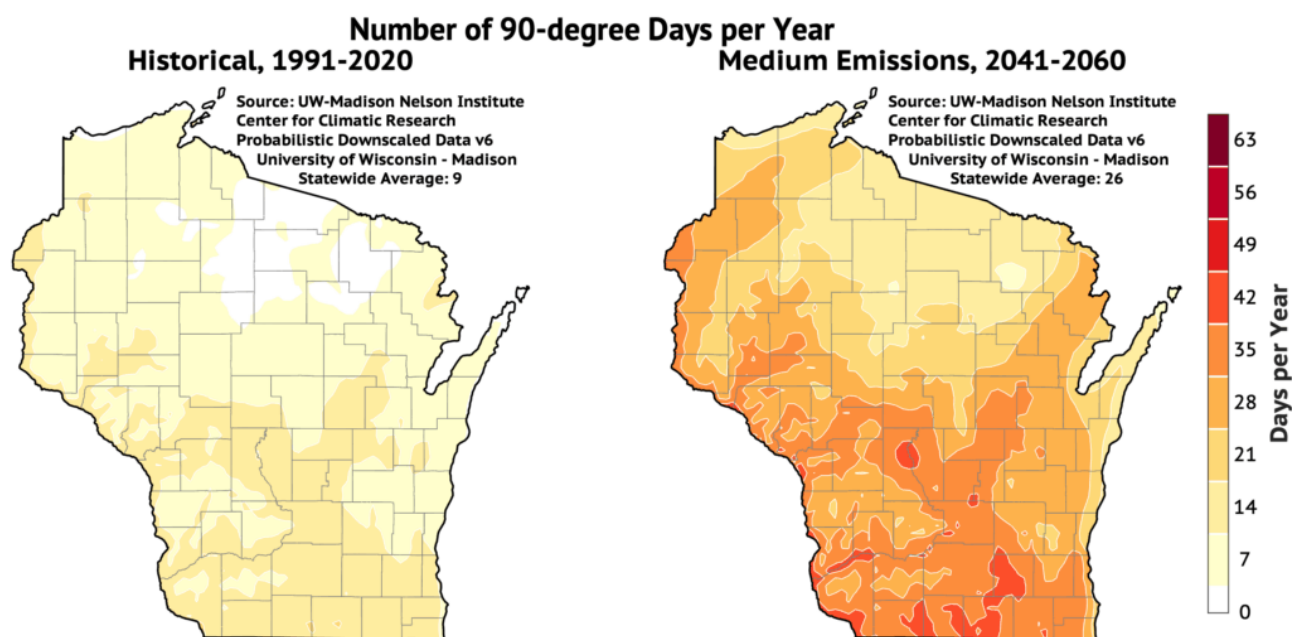 Number of 90-degree Days per Year
Historical, 1991-2020
Source: UW-Madison Nelson Institute
Center for Climatic Research
Probabilistic Downscaled Data v6
University of Wisconsin - Madison
Statewide Average: 9
Medium Emissions, 2041-2060
Source: UW-Madison Nelson Institute
Center for Climatic Research
Probabilistic Downscaled Data v6
University of Wisconsin - Madison
Statewide Average: 26
63
56
49
42
35
28
21
14
7
0
Days per Year